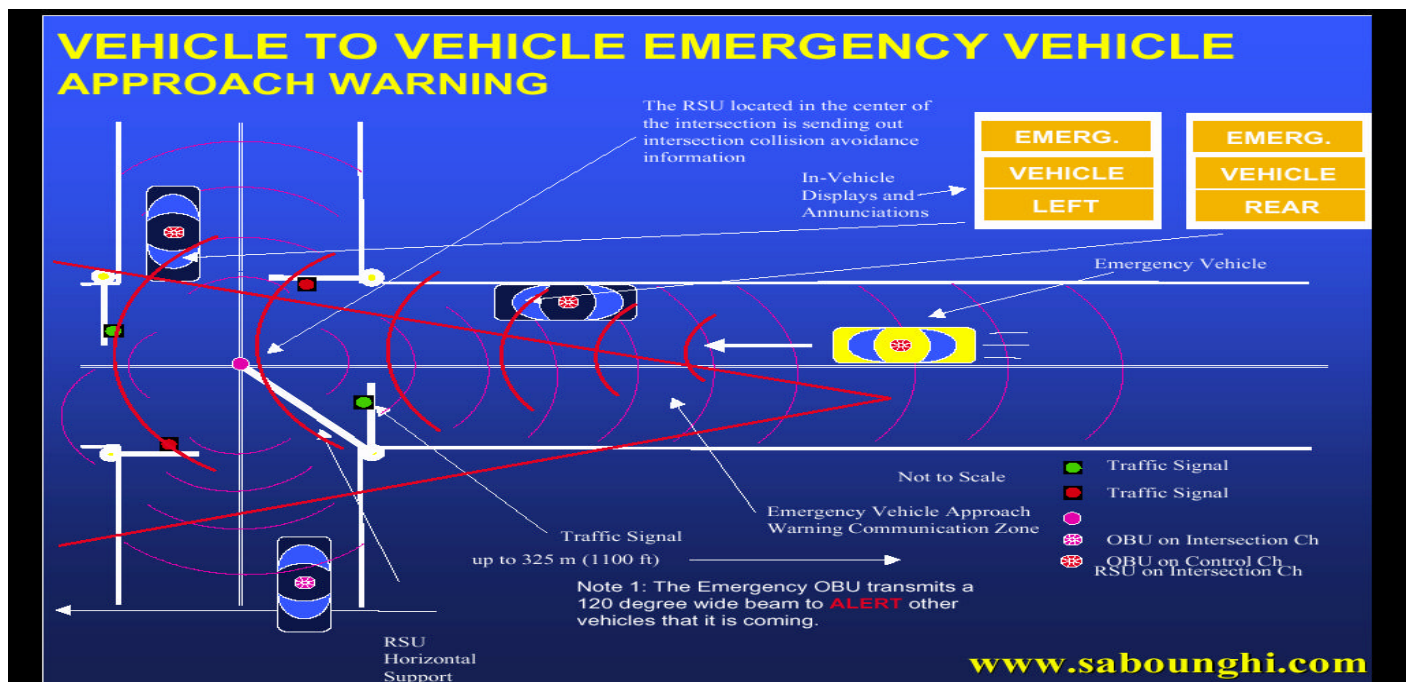 VEHICLE TO VEHICLE EMERGENCY VEHICLE
APPROACH WARNING
The RSU located in the center of
the intersection is sending out
intersection collision avoidance
information
In-Vehicle
Displays and
Annunciations
EMERG.
VEHICLE
LEFT
EMERG.
VEHICLE
REAR
Emergency Vehicle
Not to Scale
Emergency Vehicle Approach
Warning Communication Zone
Traffic Signal
up to 325 m (1100 ft)
Traffic Signal
Traffic Signal
OBU on Intersection Ch
OBU on Control Ch
RSU on Intersection Ch
Note 1: The Emergency OBU transmits a
120 degree wide beam to ALERT other
vehicles that it is coming.
RSU
Horizontal
Support
www.sabounghi.com